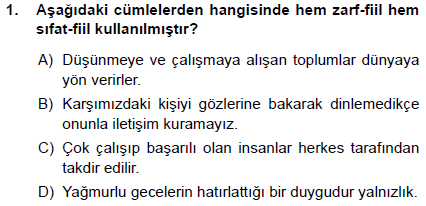 1. Aşağıdaki cümlelerden hangisinde hem zarf-fiil hem
sıfat-fiil kullanılmıştır?
A) Düşünmeye ve çalışmaya alışan toplumlar dünyaya
yön verirler.
B) Karşımızdaki kişiyi gözlerine bakarak dinlemedikçe
onunla iletişim kuramayız.
C) Çok çalışıp başarılı olan insanlar herkes tarafından
takdir edilir.
D) Yağmurlu gecelerin hatırlattığı bir duygudur yalnızlık.